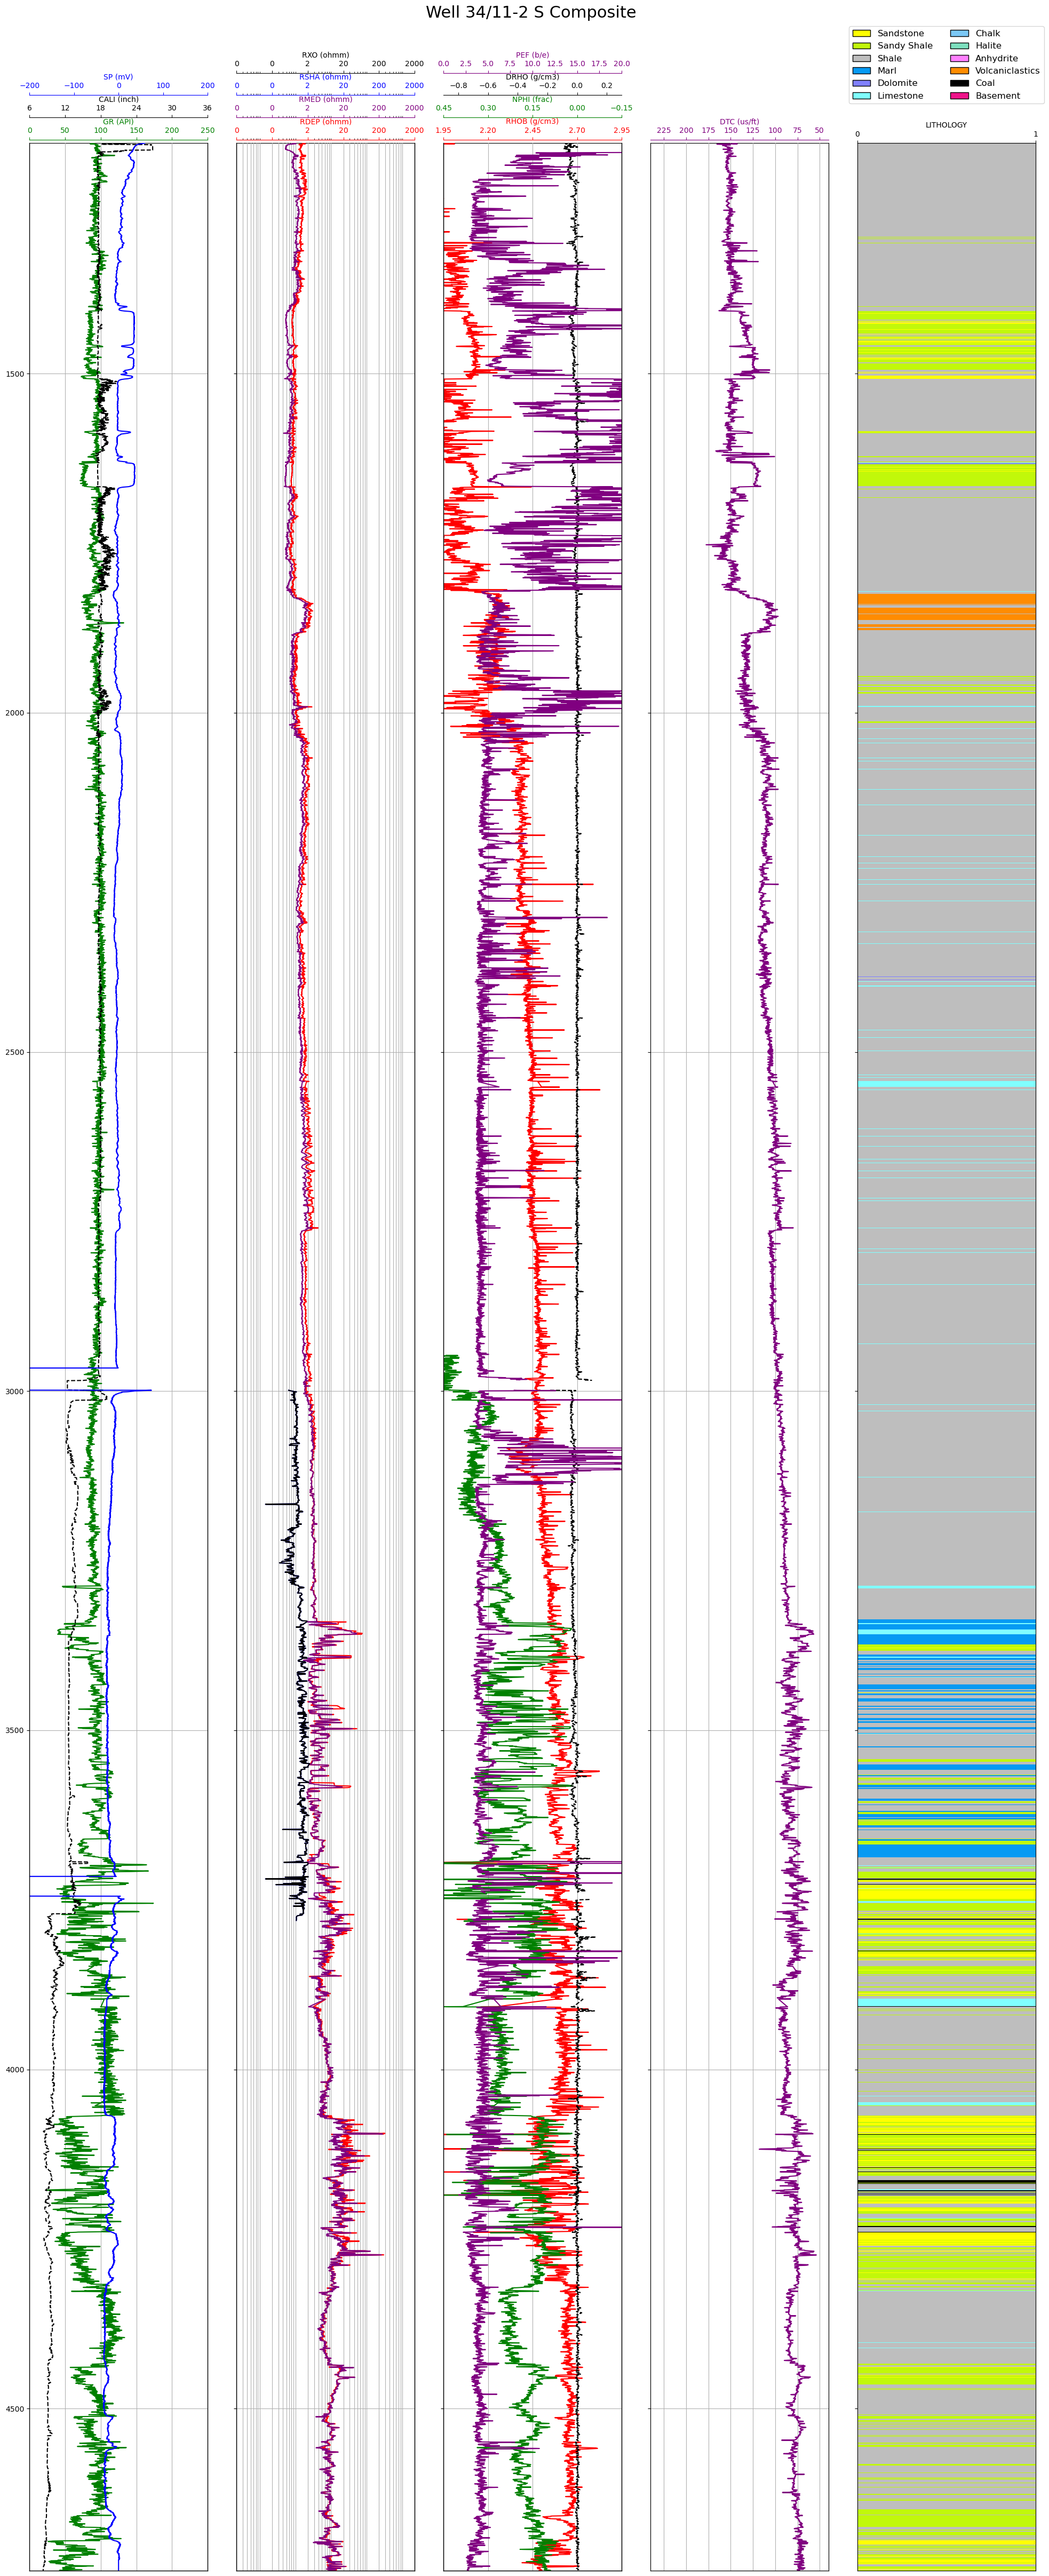 Well 34/11-2 S Composite
Sandstone Chalk
Sandy Shale Halite
Shale Anhydrite
Marl Volcaniclastics
Dolomite Coal
Limestone Basement
SP (mV)
−200 −100 0 100 200
CALI (inch)
6 12 18 24 30 36
GR (API)
0 50 100 150 200 250
RXO (ohmm)
0 0 2 20 200 2000
RSHA (ohmm)
0 0 2 20 200 2000
RMED (ohmm)
0 0 2 20 200 2000
RDEP (ohmm)
0 0 2 20 200 2000
PEF (b/e)
0.0 2.5 5.0 7.5 10.0 12.5 15.0 17.5 20.0
DRHO (g/cm3)
−0.8 −0.6 −0.4 −0.2 0.0 0.2
NPHI (frac)
0.45 0.30 0.15 0.00 −0.15
RHOB (g/cm3)
1.95 2.20 2.45 2.70 2.95
DTC (us/ft)
225 200 175 150 125 100 75 50
LITHOLOGY
0 1
1500
2000
2500
3000
3500
4000
4500